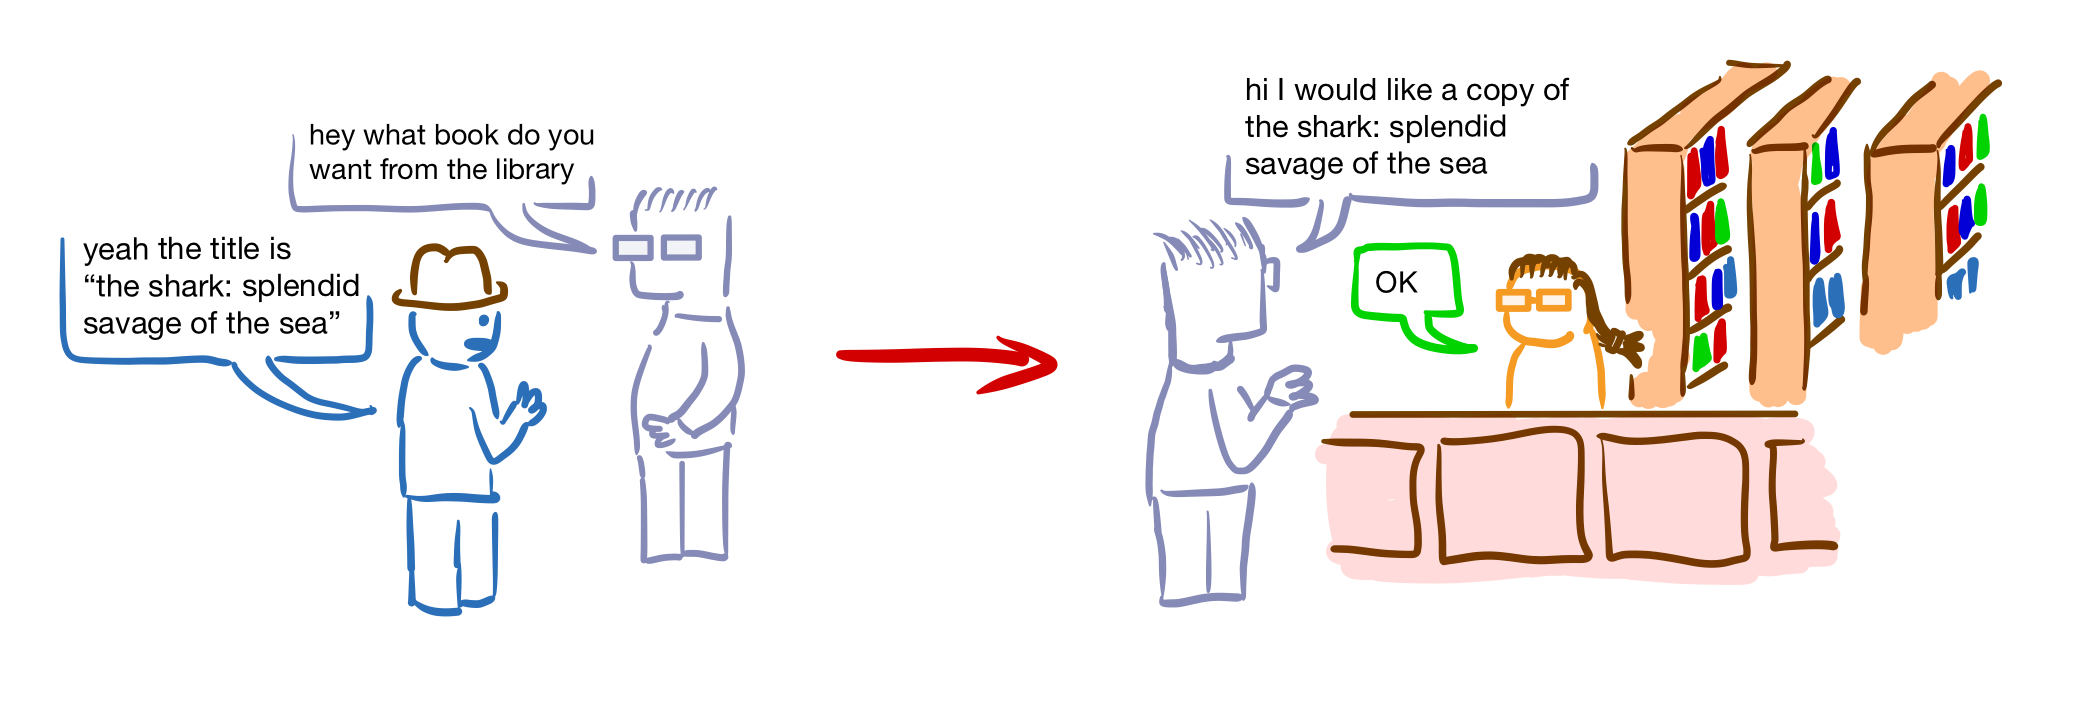 hey what book do you
want from the library
yeah the title is
“the shark: splendid
savage of the sea”
hi I would like a copy of
the shark: splendid
savage of the sea
OK